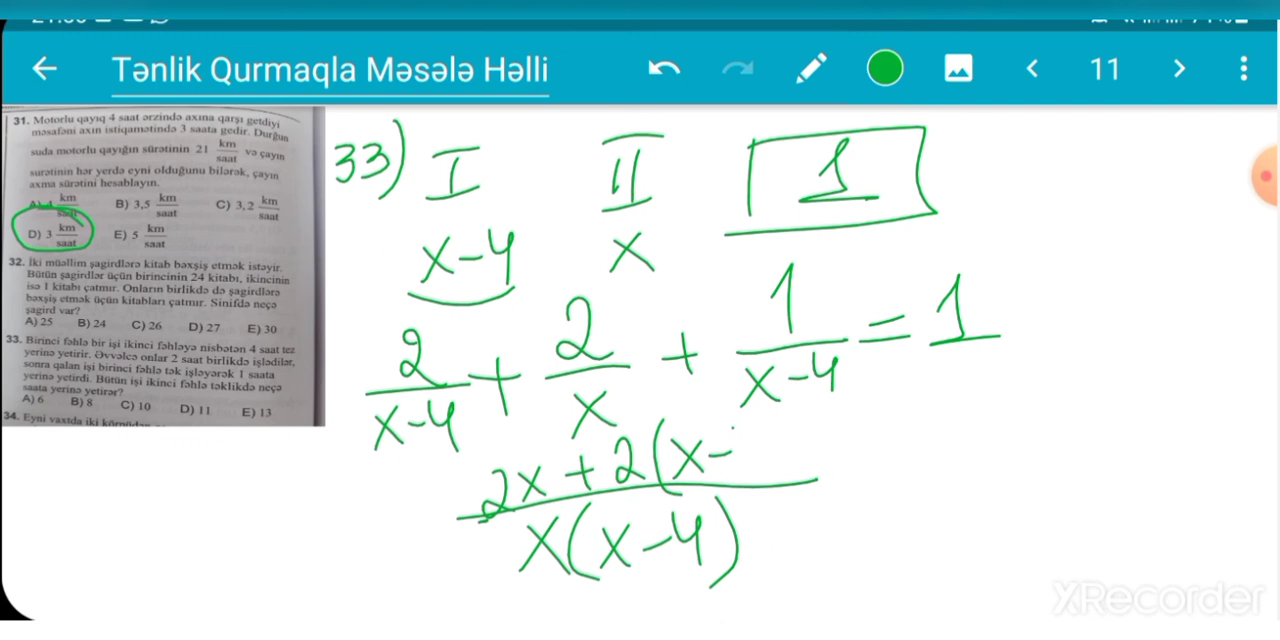 Tənlik Qurmaqla Məsələ Həlli
11
31. Motorlu qayıq 4 saat ərzində axına qarşı getdiyi
məsafəni axın istiqamətində 3 saata gedir. Durğun
suda motorlu qayığın sürətinin 21 km/saat və çayın
surətinin hər yerdə eyni olduğunu bilərək, çayın
axma sürətini hesablayın.
B) 3,5 km/saat C) 3,2 km/saat
D) 3 km/saat E) 5 km/saat
32. İki müəllim şagirdlərə kitab bəxşiş etmək istəyir.
Bütün şagirdlər üçün birincinin 24 kitabı, ikincinin
isə 1 kitabı çatmır. Onların birlikdə də şagirdlərə
bəxşiş etmək üçün kitabları çatmır. Sinifdə neçə
şagird var?
A) 25 B) 24 C) 26 D) 27 E) 30
33. Birinci fəhlə bir işi ikinci fəhləyə nisbətən 4 saat tez
yerinə yetirir. Əvvəlcə onlar 2 saat birlikdə işlədilər,
sonra qalan işi birinci fəhlə tək işləyərək 1 saata
yerinə yetirdi. Bütün işi ikinci fəhlə təklikdə neçə
saata yerinə yetirər?
A) 6 B) 8 C) 10 D) 11 E) 13
34. Eyni vaxtda iki
33) I II 1
x-4 x
2/(x-4) + 2/x + 1/(x-4) = 1
2x + 2(x-
x(x-4)
XRecorder